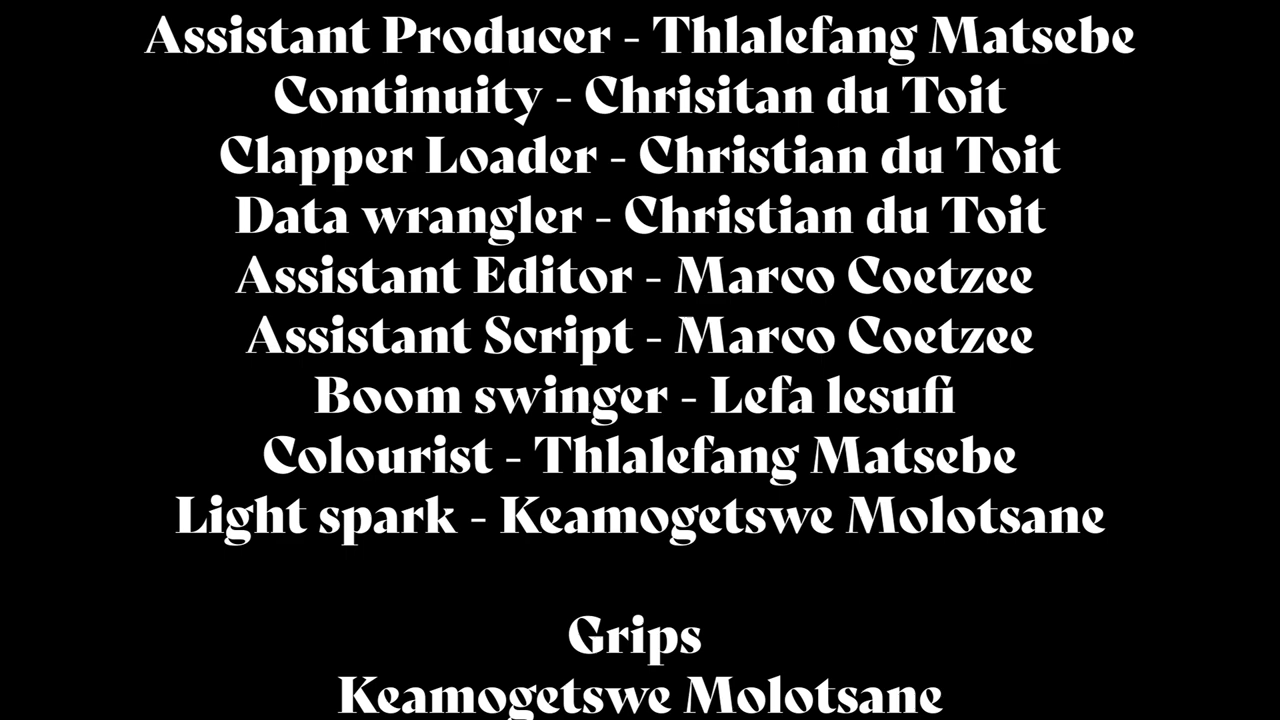 Assistant Producer - Thlalefang Matsebe
Continuity - Chrisitan du Toit
Clapper Loader - Christian du Toit
Data wrangler - Christian du Toit
Assistant Editor - Marco Coetzee
Assistant Script - Marco Coetzee
Boom swinger - Lefa lesufi
Colourist - Thlalefang Matsebe
Light spark - Keamogetswe Molotsane
Grips
Keamogetswe Molotsane